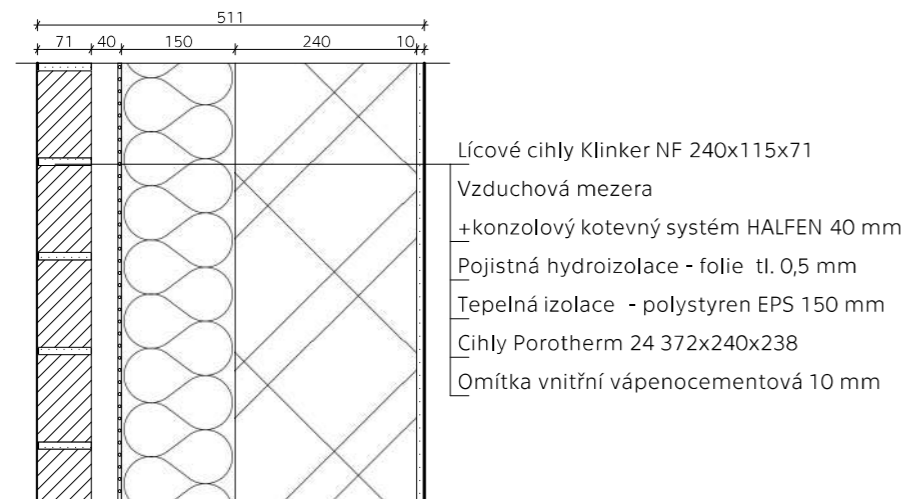 511
71 40 150 240 10
Lícové cihly Klinker NF 240x115x71
Vzduchová mezera
+konzolový kotevný systém HALFEN 40 mm
Pojistná hydroizolace - folie tl. 0,5 mm
Tepelná izolace - polystyren EPS 150 mm
Cihly Porotherm 24 372x240x238
Omítka vnitřní vápenocementová 10 mm